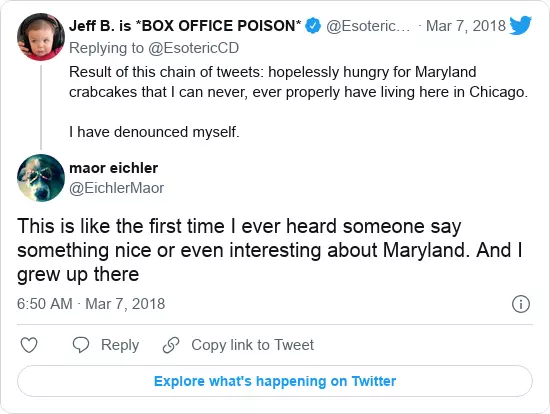 Jeff B. is *BOX OFFICE POISON* @Esoteric… · Mar 7, 2018
Replying to @EsotericCD
Result of this chain of tweets: hopelessly hungry for Maryland
crabcakes that I can never, ever properly have living here in Chicago.
I have denounced myself.
maor eichler
@EichlerMaor
This is like the first time I ever heard someone say
something nice or even interesting about Maryland. And I
grew up there
6:50 AM · Mar 7, 2018
Reply
Copy link to Tweet
Explore what's happening on Twitter